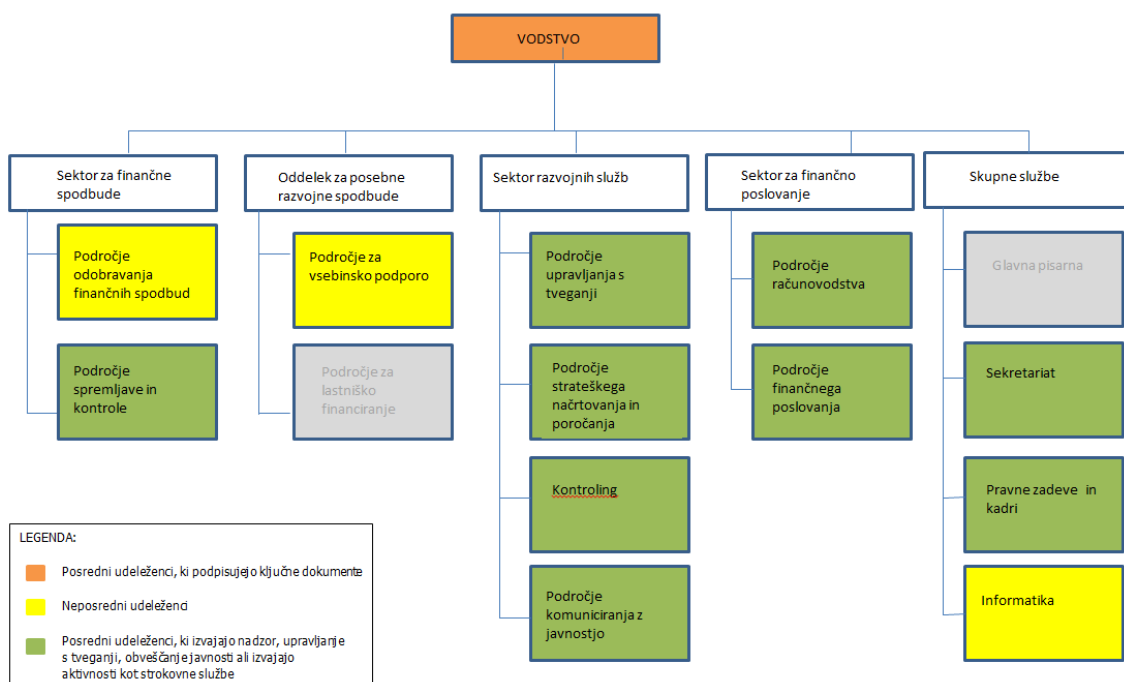 VODSTVO
Sektor za finančne
spodbude
Oddelek za posebne
razvojne spodbude
Sektor razvojnih služb
Sektor za finančno
poslovanje
Skupne službe
Področje
odobravanja
finančnih spodbud
Področje
spremljave in
kontrole
Področje za
vsebinsko podporo
Področje za
lastniško
financiranje
Področje
upravljanja s
tveganji
Področje
strateškega
načrtovanja in
poročanja
Kontroling
Področje
komuniciranja z
javnostjo
Področje
računovodstva
Področje
finančnega
poslovanja
Glavna pisarna
Sekretariat
Pravne zadeve in
kadri
Informatika
LEGENDA:
Posredni udeleženci, ki podpisujejo ključne dokumente
Neposredni udeleženci
Posredni udeleženci, ki izvajajo nadzor, upravljanje
s tveganji, obveščanje javnosti ali izvajajo
aktivnosti kot strokovne službe